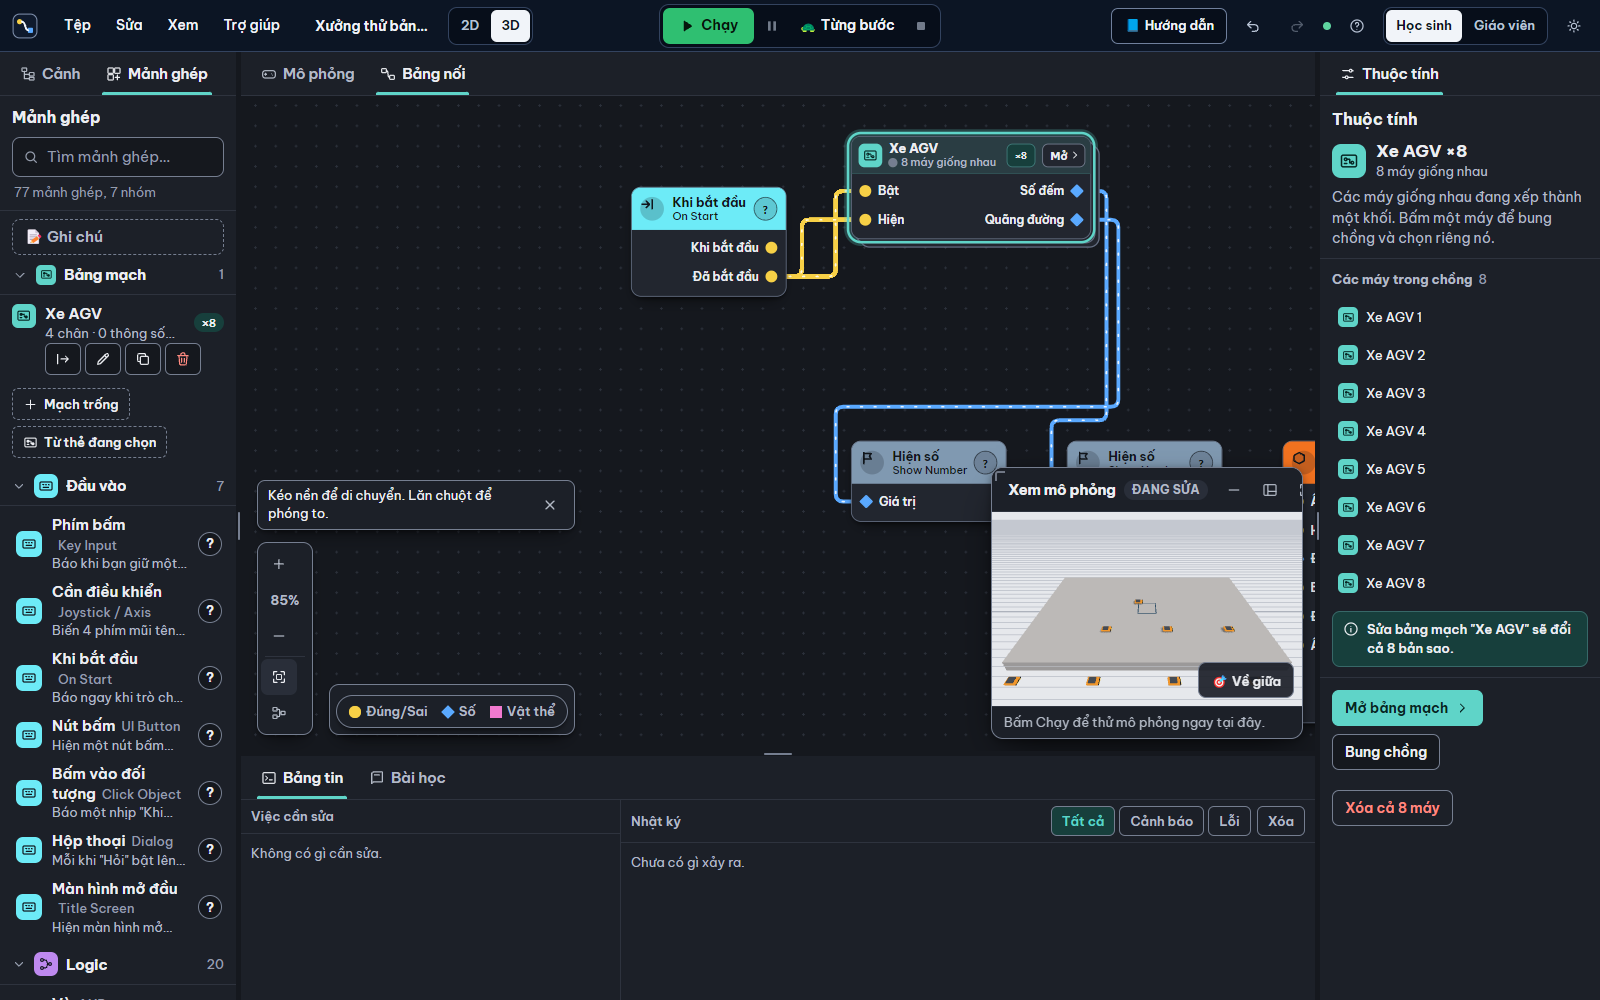 Tệp Sửa Xem Trợ giúp Xưởng thử bản... 2D 3D Chạy Từng bước Hướng dẫn Học sinh Giáo viên
Cảnh Mảnh ghép
Mảnh ghép
Tìm mảnh ghép...
77 mảnh ghép, 7 nhóm
Ghi chú
Bảng mạch 1
Xe AGV
4 chân · 0 thông số...
×8
Mạch trống
Từ thẻ đang chọn
Đầu vào 7
Phím bấm
Key Input
Báo khi bạn giữ một...
?
Cần điều khiển
Joystick / Axis
Biến 4 phím mũi tên...
?
Khi bắt đầu
On Start
Báo ngay khi trò ch...
?
Nút bấm UI Button
Hiện một nút bấm...
?
Bấm vào đối
tượng Click Object
Báo một nhịp "Khi...
?
Hộp thoại Dialog
Mỗi khi "Hỏi" bật lên...
?
Màn hình mở đầu
Title Screen
Hiện màn hình mở...
?
Logic 20
Mô phỏng Bảng nối
Khi bắt đầu
On Start
?
Khi bắt đầu
Đã bắt đầu
Xe AGV
8 máy giống nhau
×8
Mở
Bật Số đếm
Hiện Quãng đường
Hiện số
Show Number
?
Giá trị
Hiện số
?
Kéo nền để di chuyển. Lăn chuột để
phóng to.
85%
Đúng/Sai Số Vật thể
Xem mô phỏng ĐANG SỬA
Về giữa
Bấm Chạy để thử mô phỏng ngay tại đây.
Bảng tin Bài học
Việc cần sửa
Không có gì cần sửa.
Nhật ký
Tất cả Cảnh báo Lỗi Xóa
Chưa có gì xảy ra.
Thuộc tính
Thuộc tính
Xe AGV ×8
8 máy giống nhau
Các máy giống nhau đang xếp thành
một khối. Bấm một máy để bung
chồng và chọn riêng nó.
Các máy trong chồng 8
Xe AGV 1
Xe AGV 2
Xe AGV 3
Xe AGV 4
Xe AGV 5
Xe AGV 6
Xe AGV 7
Xe AGV 8
Sửa bảng mạch "Xe AGV" sẽ đổi
cả 8 bản sao.
Mở bảng mạch
Bung chồng
Xóa cả 8 máy